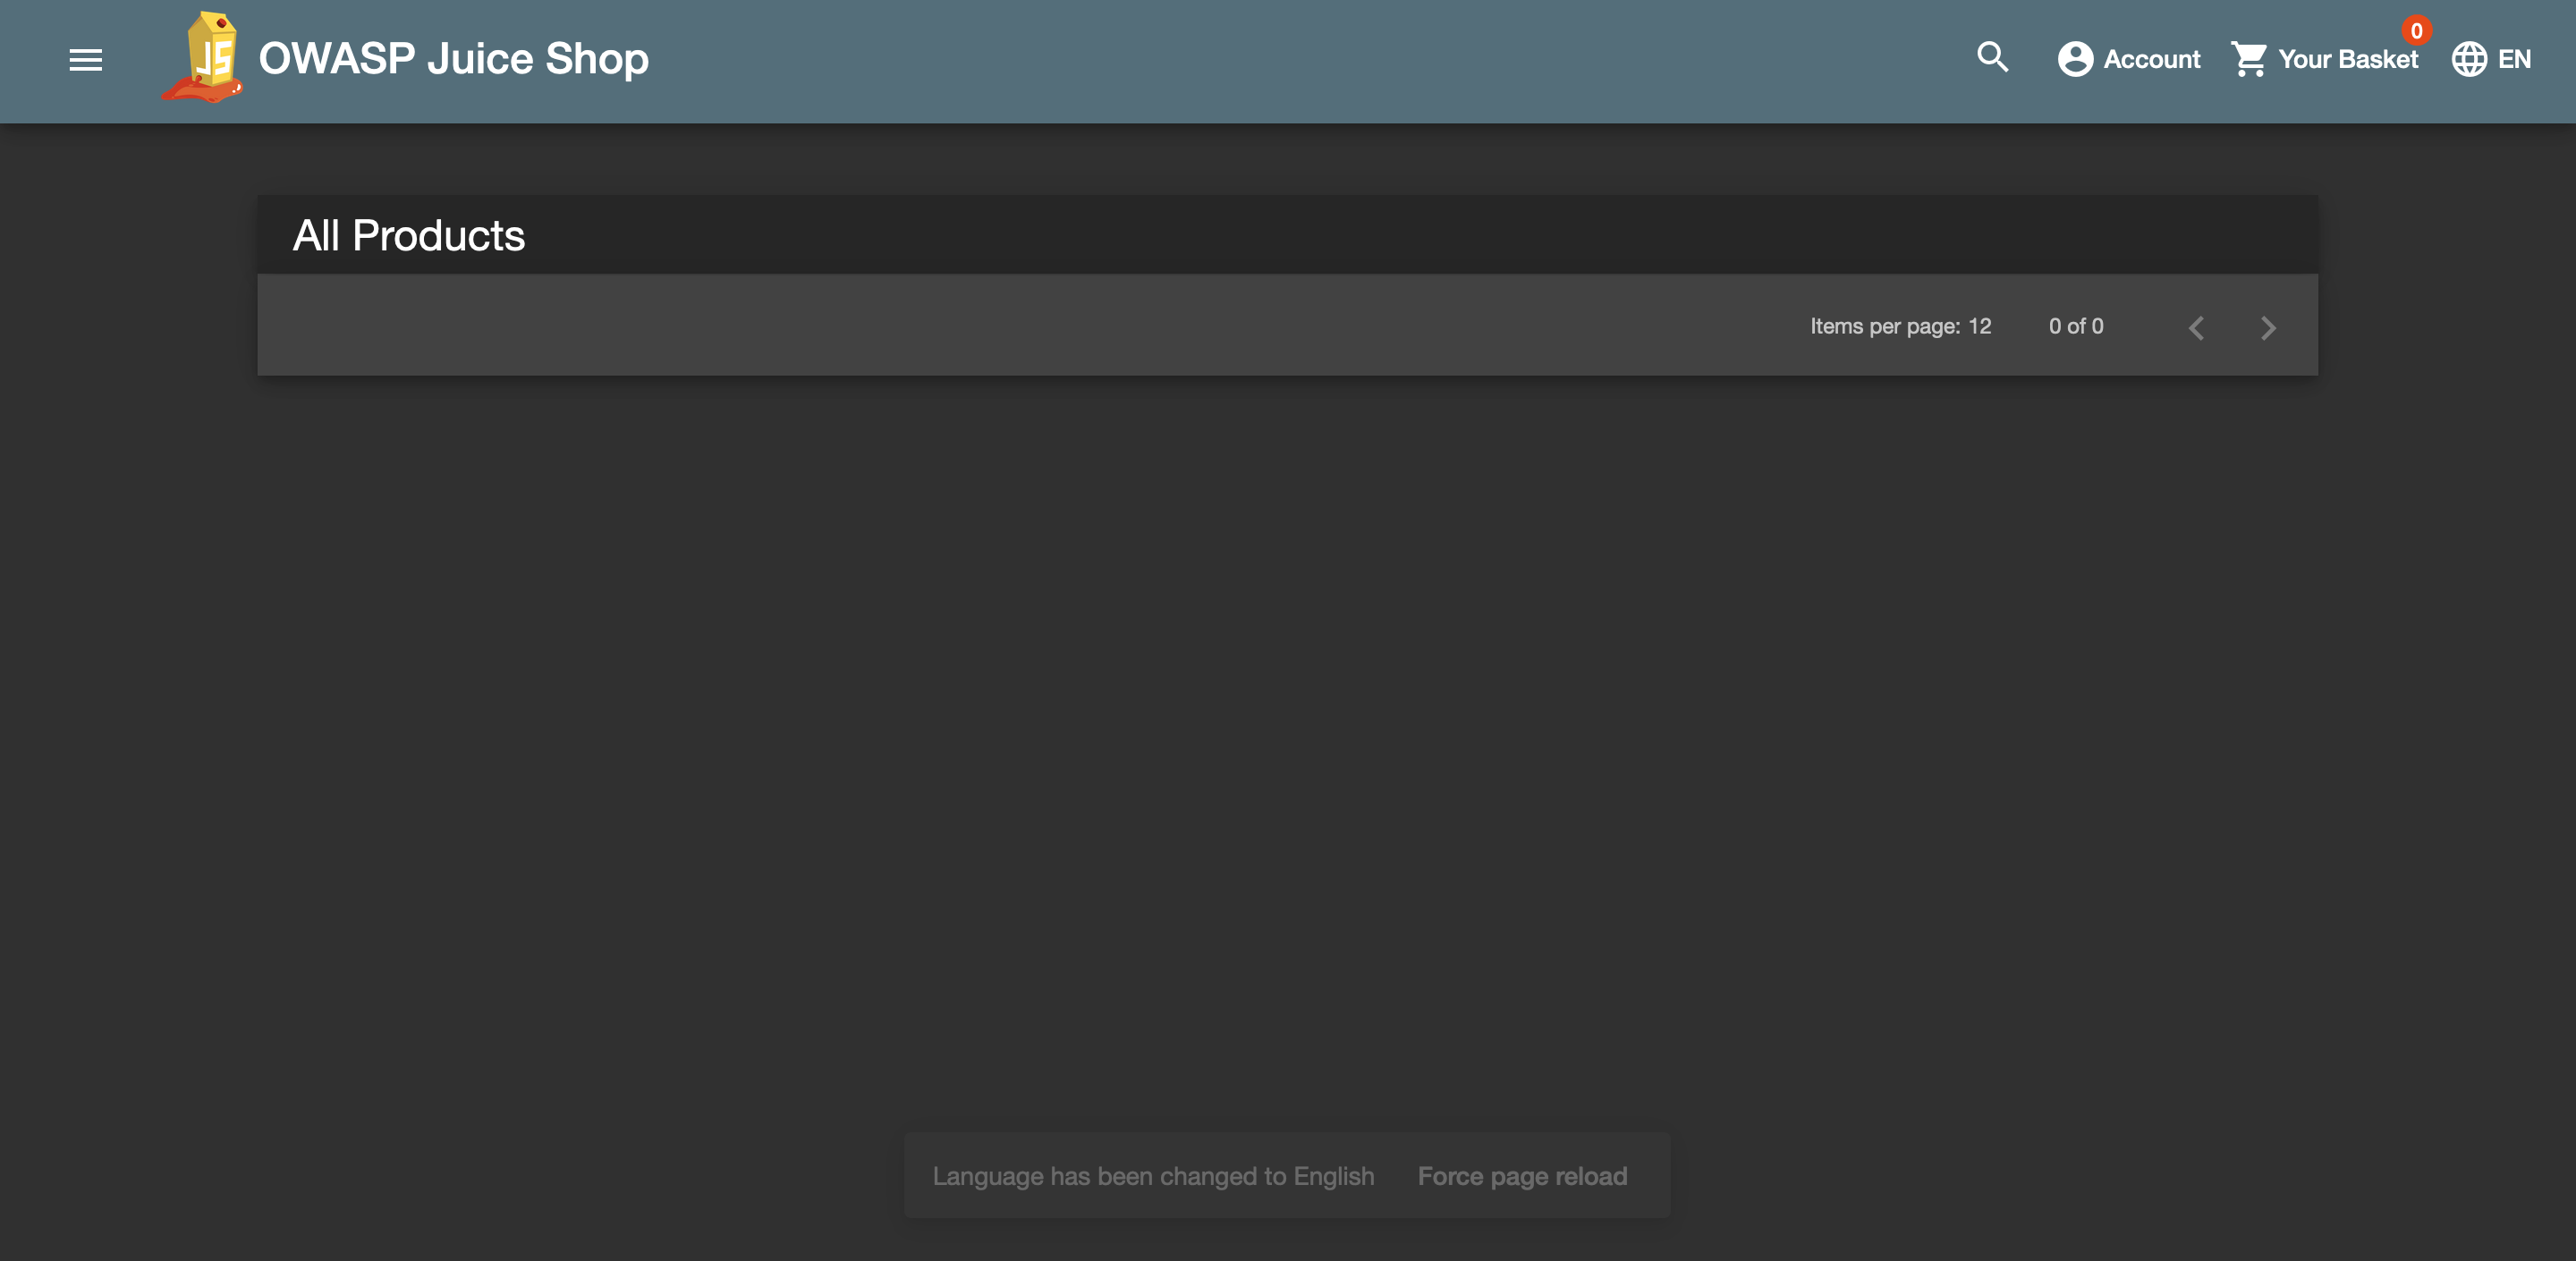 JS
OWASP Juice Shop
Account
Your Basket
0
EN
All Products
Items per page: 12
0 of 0
Language has been changed to English
Force page reload